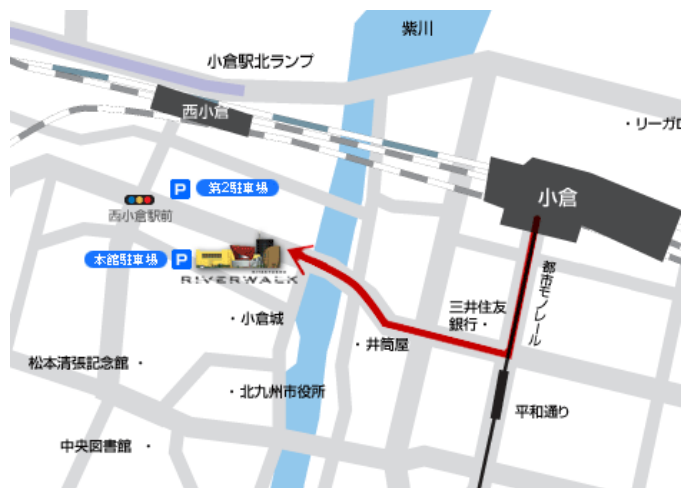 紫川
小倉駅北ランプ
西小倉
・リーガロ
P 第2駐車場
小倉
西小倉駅前
本館駐車場 P
RIVERWALK
都市モノレール
三井住友
銀行・
・小倉城
・井筒屋
松本清張記念館 ・
・北九州市役所
平和通り
中央図書館 ・